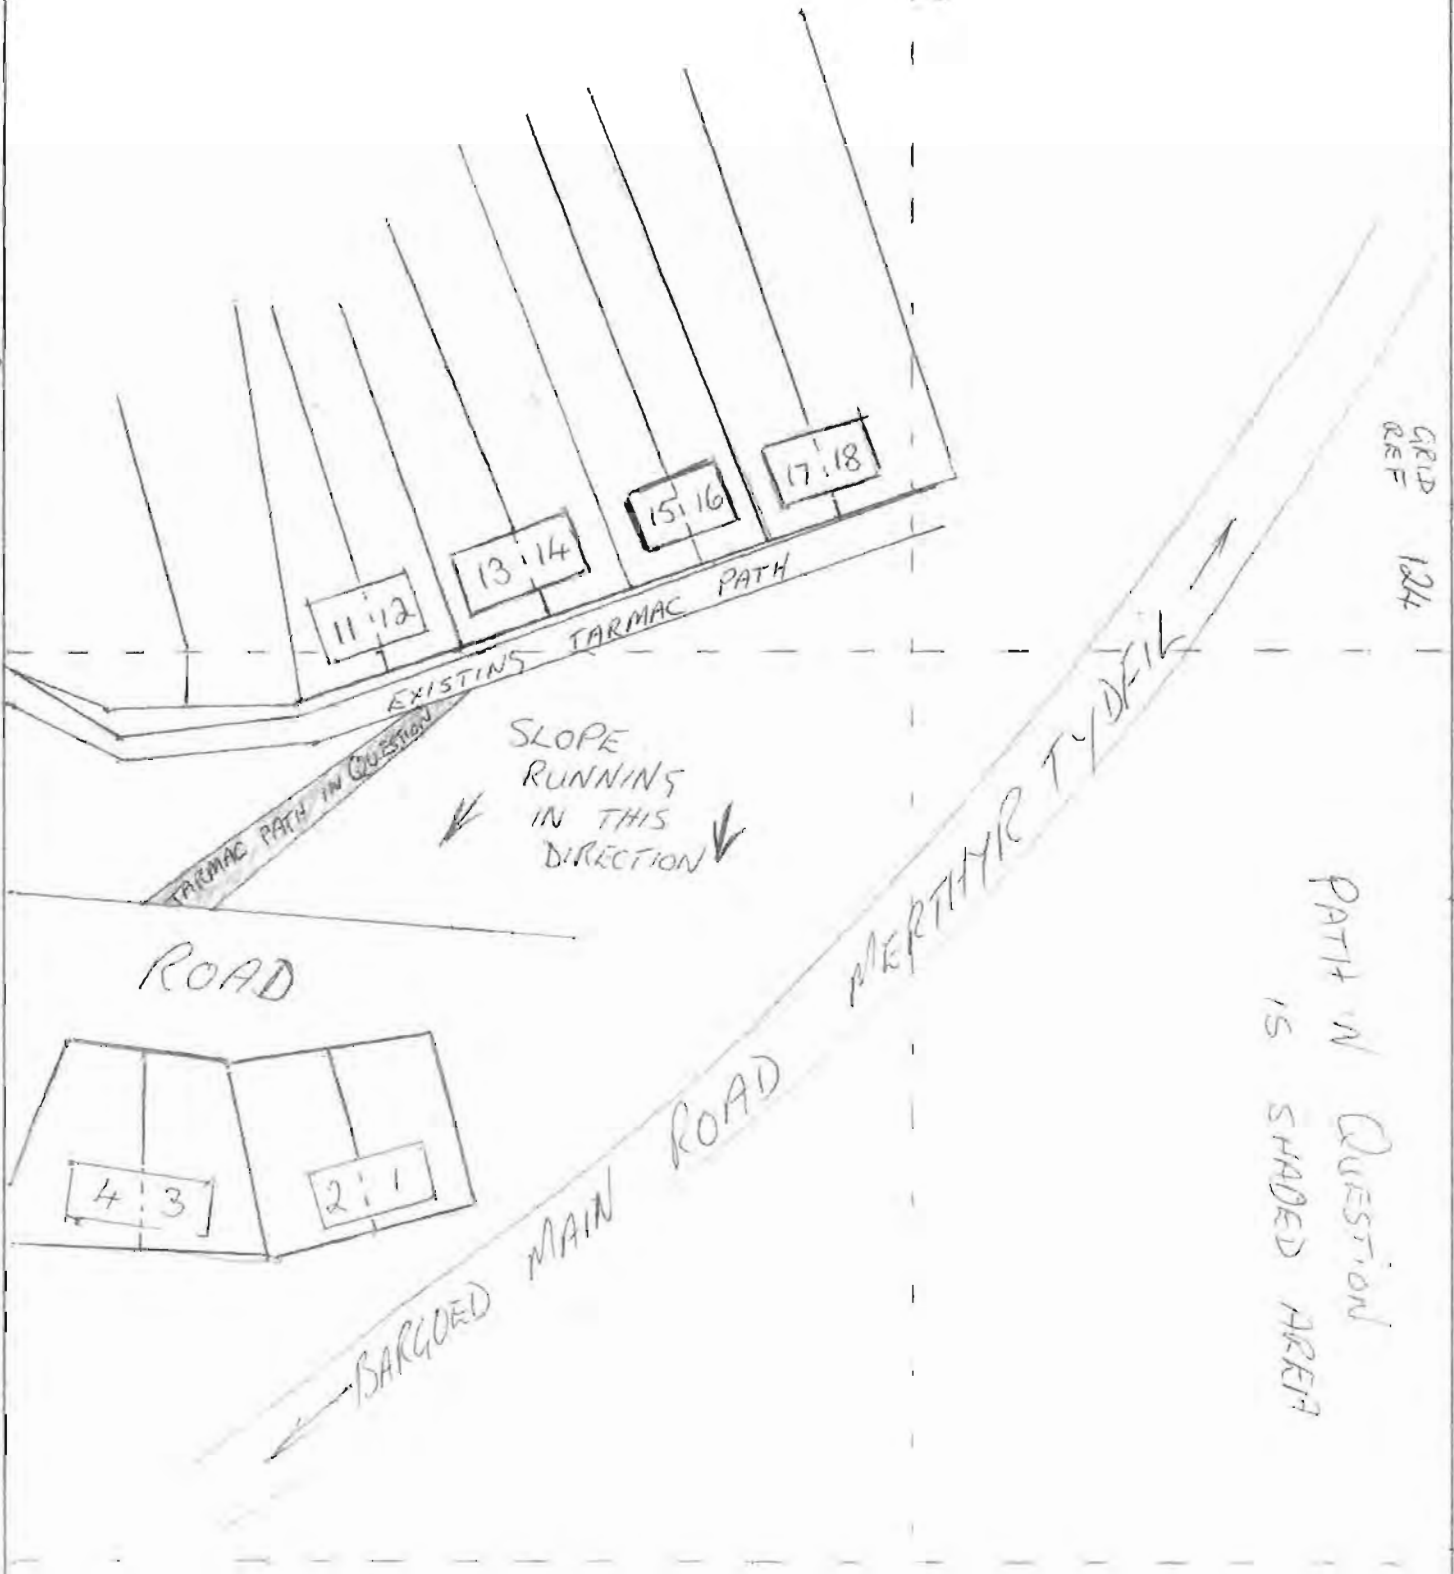 17 : 18
15 : 16
13 : 14
11 : 12
EXISTING TARMAC PATH
TARMAC PATH IN QUESTION
SLOPE
RUNNING
IN THIS
DIRECTION
ROAD
4 : 3
2 : 1
BARGOED MAIN ROAD MERTHYR TYDFIL
GRID
REF 124
PATH IN QUESTION
IS SHADED AREA